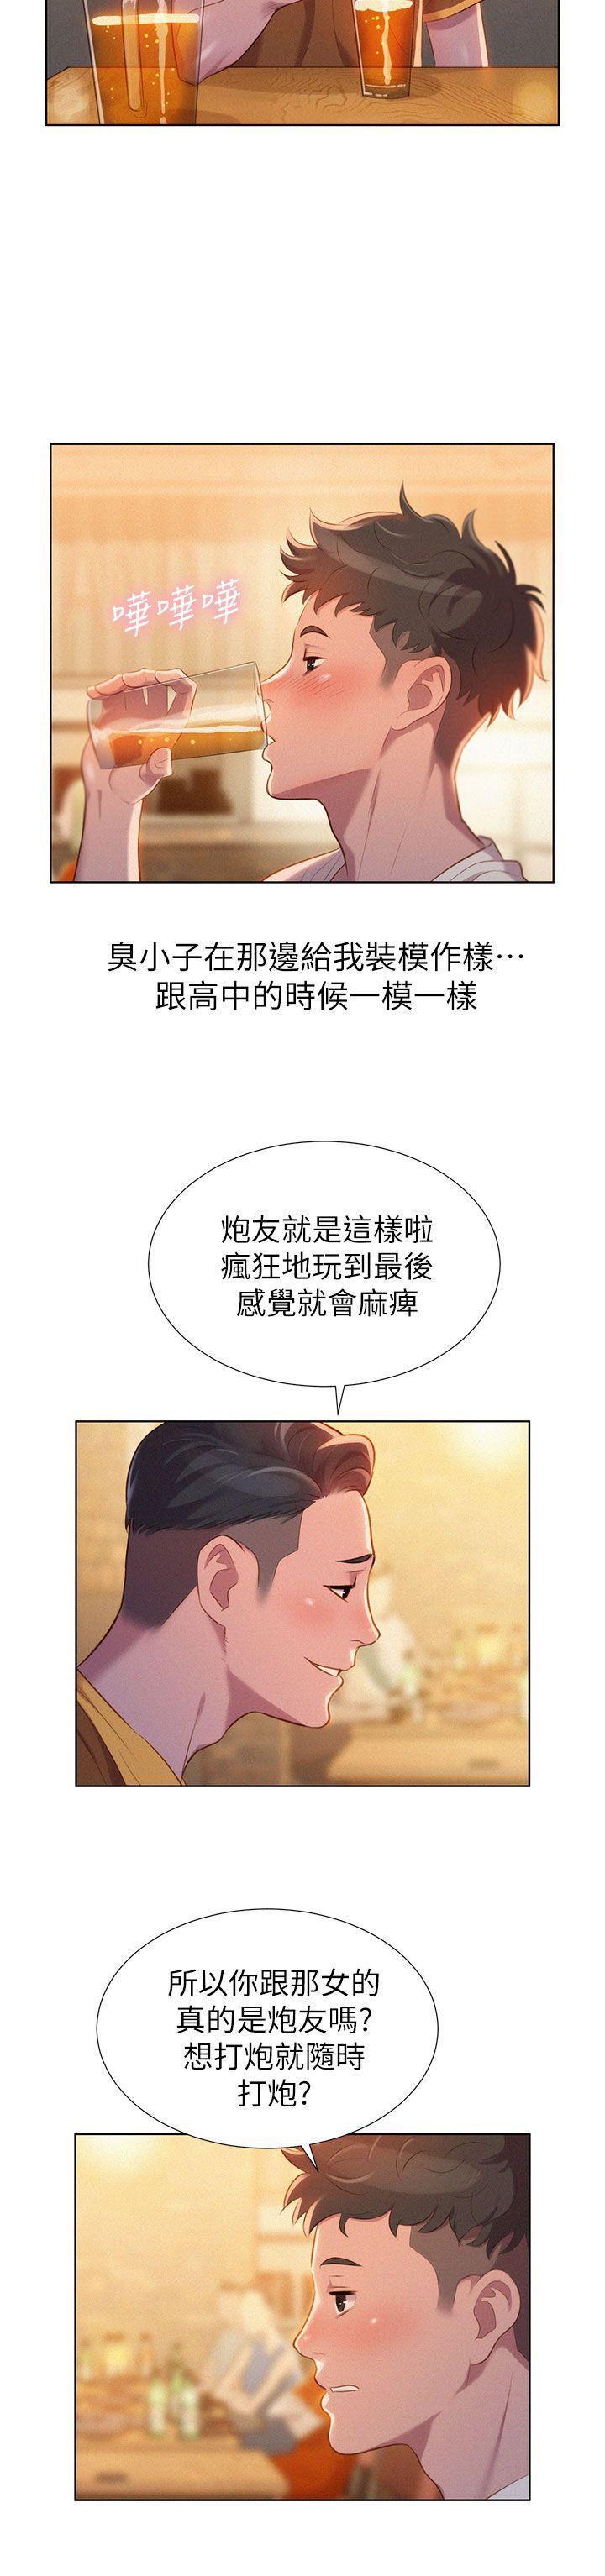 嘩嘩嘩
臭小子在那邊給我裝模作樣⋯
跟高中的時候一模一樣
炮友就是這樣啦
瘋狂地玩到最後
感覺就會麻痺
所以你跟那女的
真的是炮友嗎?
想打炮就隨時
打炮?